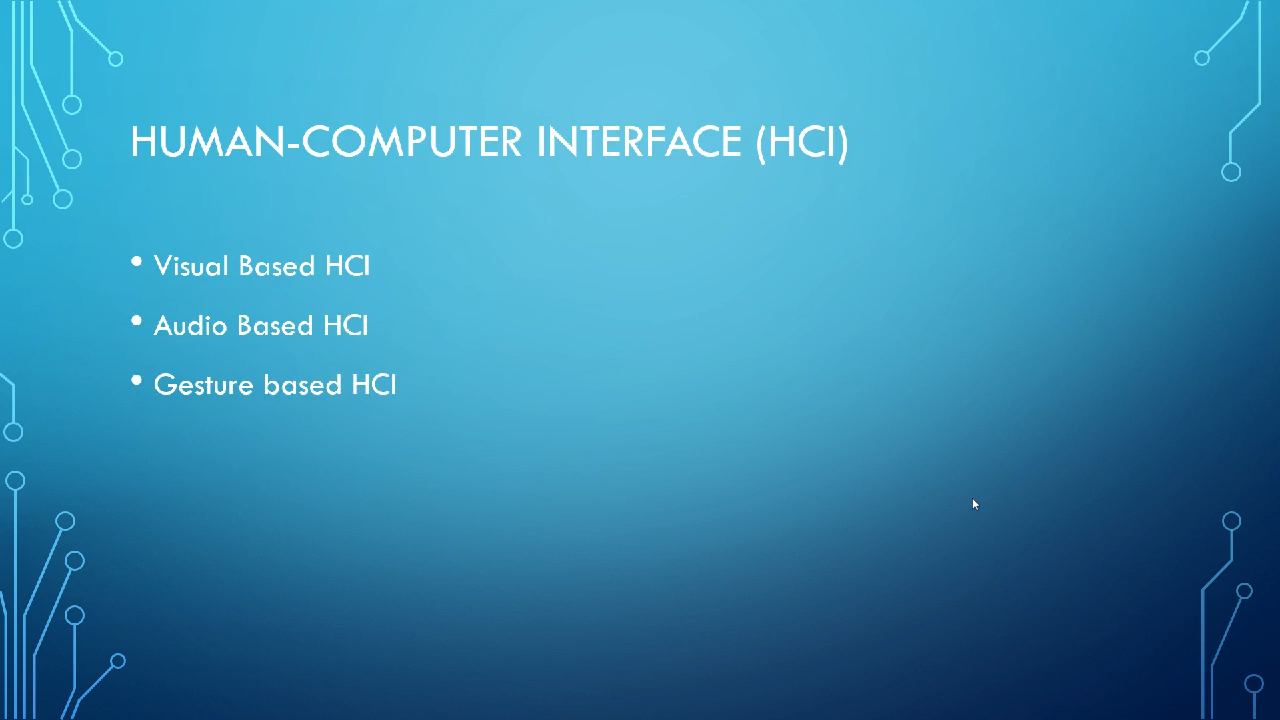 HUMAN-COMPUTER INTERFACE (HCI)
• Visual Based HCI
• Audio Based HCI
• Gesture based HCI